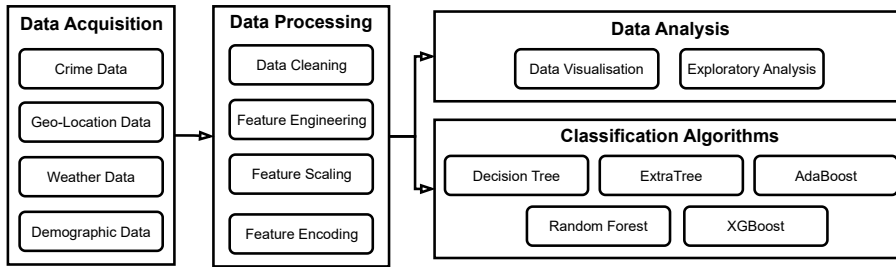 Data Acquisition
Crime Data
Geo-Location Data
Weather Data
Demographic Data
Data Processing
Data Cleaning
Feature Engineering
Feature Scaling
Feature Encoding
Data Analysis
Data Visualisation
Exploratory Analysis
Classification Algorithms
Decision Tree
ExtraTree
AdaBoost
Random Forest
XGBoost